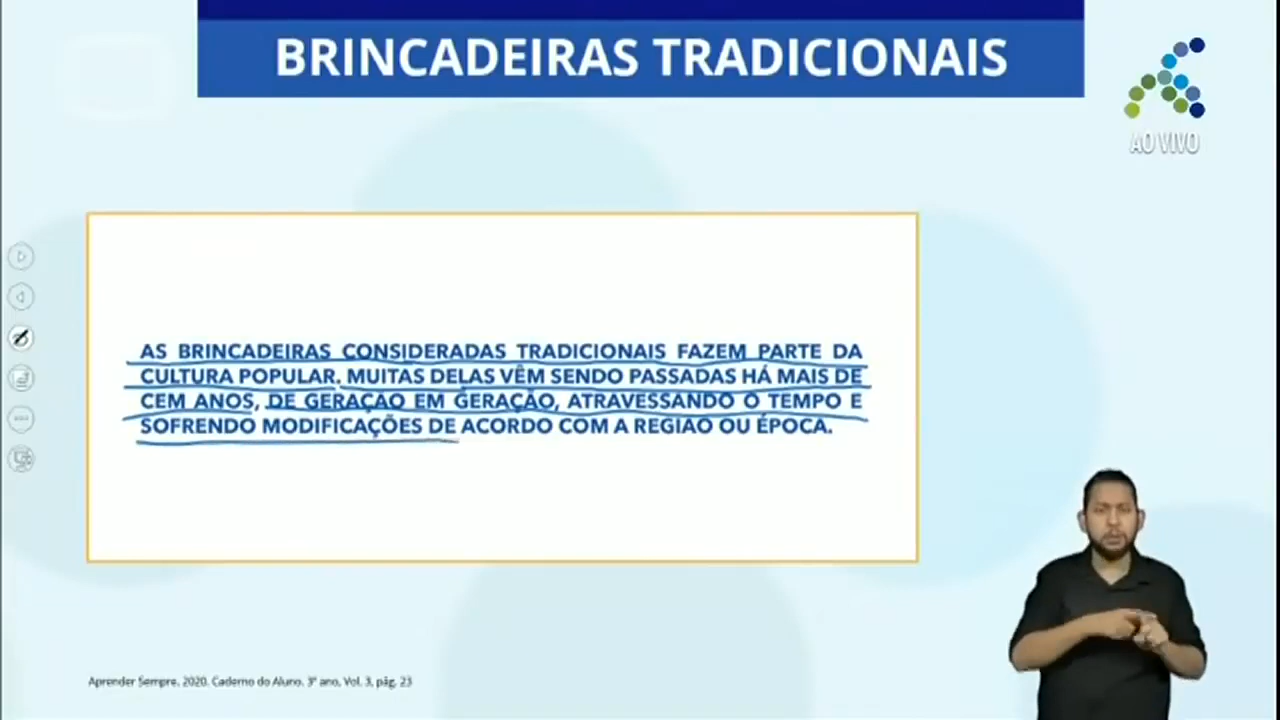 BRINCADEIRAS TRADICIONAIS
AO VIVO
AS BRINCADEIRAS CONSIDERADAS TRADICIONAIS FAZEM PARTE DA
CULTURA POPULAR. MUITAS DELAS VÊM SENDO PASSADAS HÁ MAIS DE
CEM ANOS, DE GERAÇÃO EM GERAÇÃO, ATRAVESSANDO O TEMPO E
SOFRENDO MODIFICAÇÕES DE ACORDO COM A REGIÃO OU ÉPOCA.
Aprender Sempre, 2020. Caderno do Aluno. 3º ano, Vol. 3, pág. 23